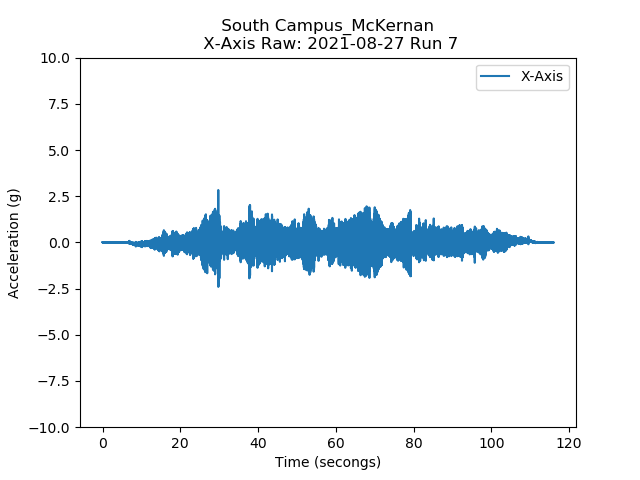 South Campus_McKernan
X-Axis Raw: 2021-08-27 Run 7
10.0
7.5
5.0
2.5
0.0
−2.5
−5.0
−7.5
−10.0
Acceleration (g)
X-Axis
0 20 40 60 80 100 120
Time (secongs)